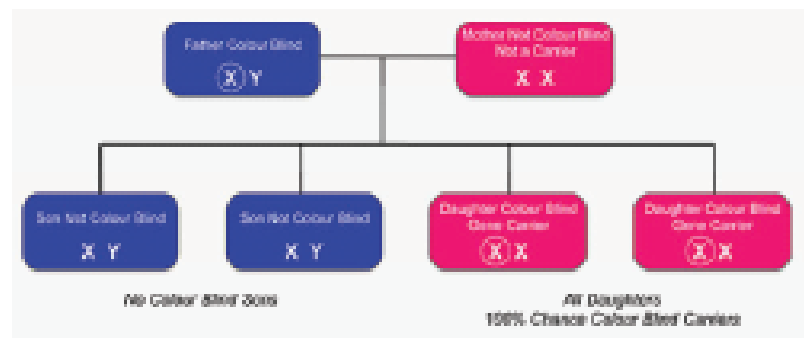 Father Colour Blind
X Y
Mother Not Colour Blind
Not a Carrier
X X
Son Not Colour Blind
X Y
Son Not Colour Blind
X Y
Daughter Colour Blind
Gene Carrier
X X
Daughter Colour Blind
Gene Carrier
X X
No Colour Blind Sons
All Daughters
100% Chance Colour Blind Carriers